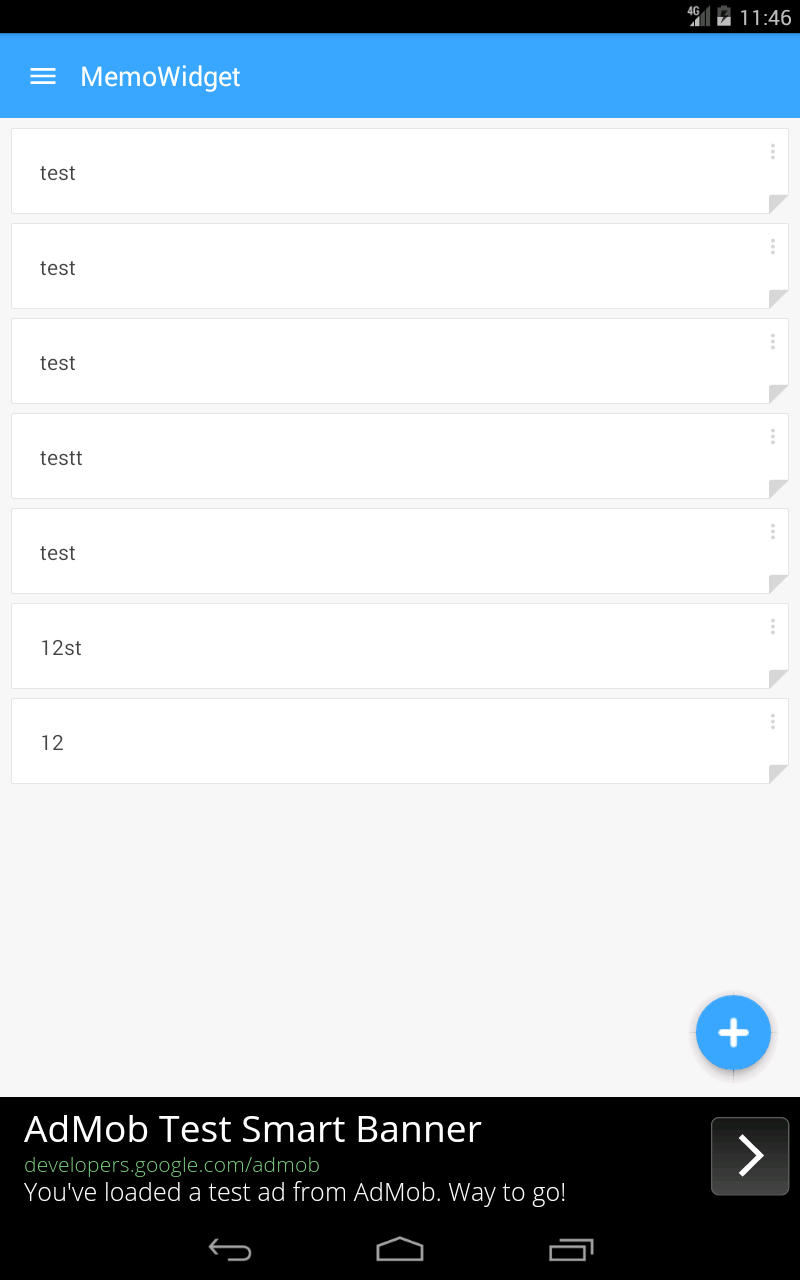 4G 11:46
MemoWidget
test
test
test
testt
test
12st
12
AdMob Test Smart Banner
developers.google.com/admob
You've loaded a test ad from AdMob. Way to go!